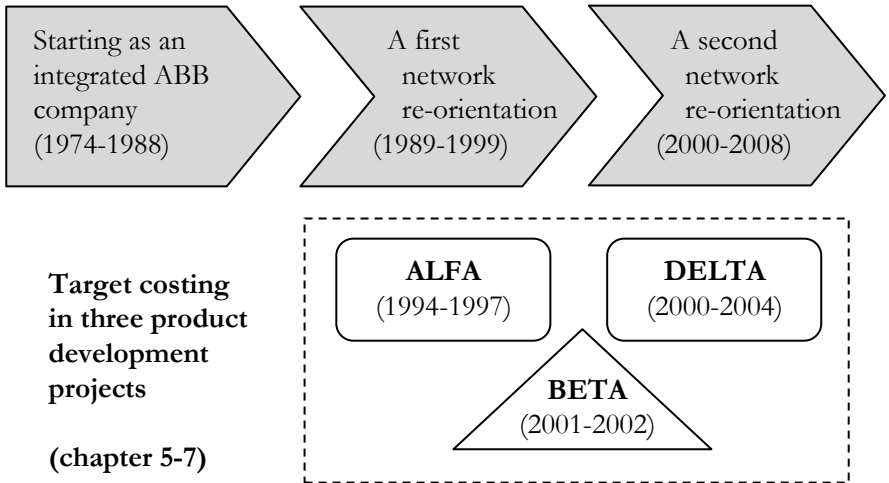 Starting as an
integrated ABB
company
(1974-1988)
A first
network
re-orientation
(1989-1999)
A second
network
re-orientation
(2000-2008)
Target costing
in three product
development
projects
(chapter 5-7)
ALFA
(1994-1997)
DELTA
(2000-2004)
BETA
(2001-2002)